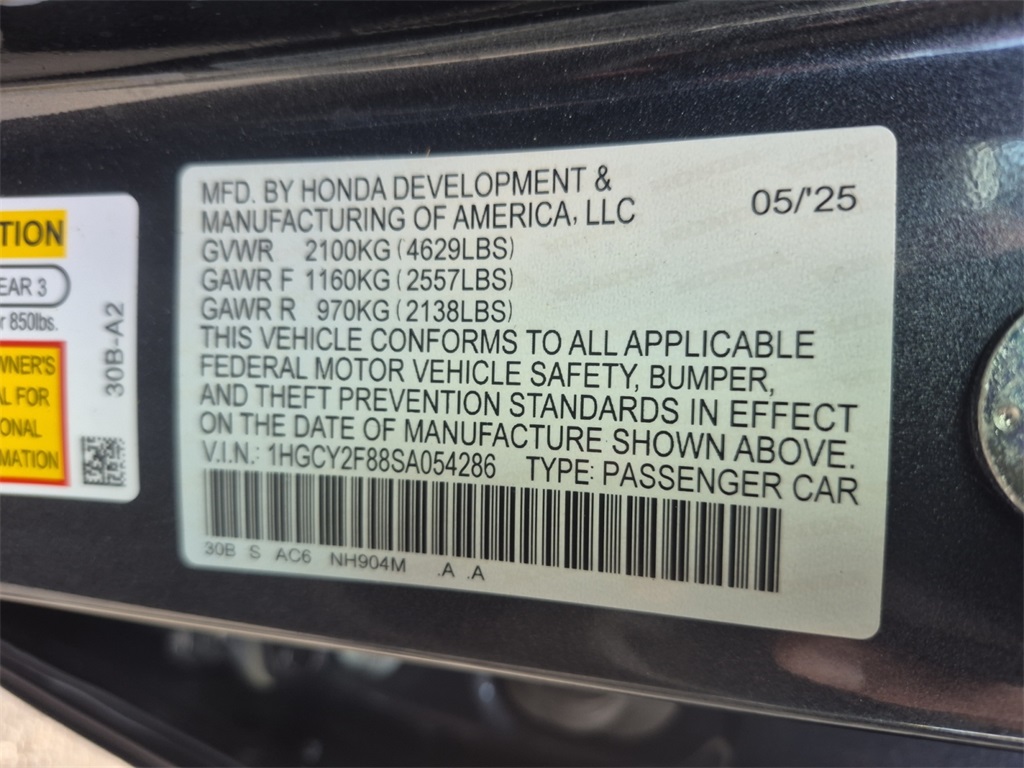 TION
EAR 3
r 850lbs.
WNER'S
AL FOR
ONAL
MATION
30B-A2
MFD. BY HONDA DEVELOPMENT &
MANUFACTURING OF AMERICA, LLC 05/'25
GVWR 2100KG (4629LBS)
GAWR F 1160KG (2557LBS)
GAWR R 970KG (2138LBS)
THIS VEHICLE CONFORMS TO ALL APPLICABLE
FEDERAL MOTOR VEHICLE SAFETY, BUMPER,
AND THEFT PREVENTION STANDARDS IN EFFECT
ON THE DATE OF MANUFACTURE SHOWN ABOVE.
V.I.N.: 1HGCY2F88SA054286 TYPE: PASSENGER CAR
30B S AC6 NH904M .A .A